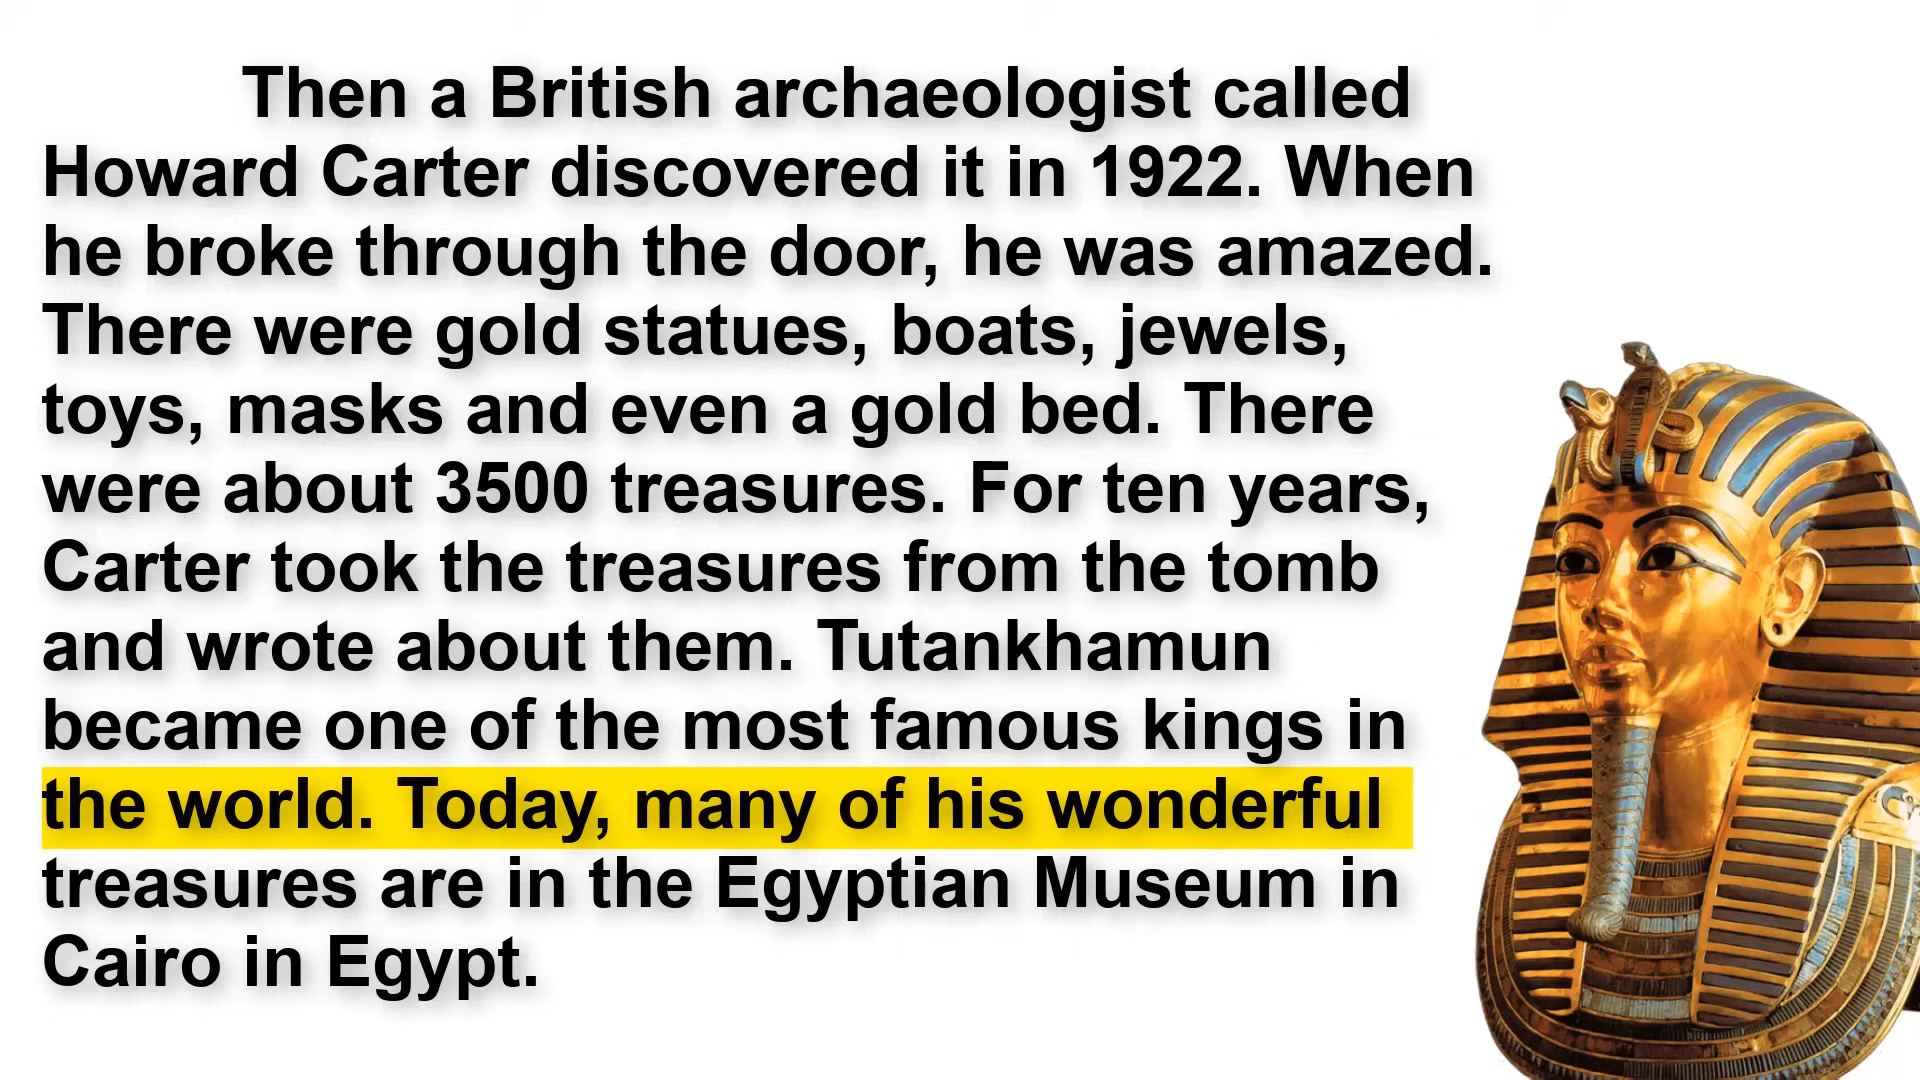 Then a British archaeologist called
Howard Carter discovered it in 1922. When
he broke through the door, he was amazed.
There were gold statues, boats, jewels,
toys, masks and even a gold bed. There
were about 3500 treasures. For ten years,
Carter took the treasures from the tomb
and wrote about them. Tutankhamun
became one of the most famous kings in
the world. Today, many of his wonderful
treasures are in the Egyptian Museum in
Cairo in Egypt.